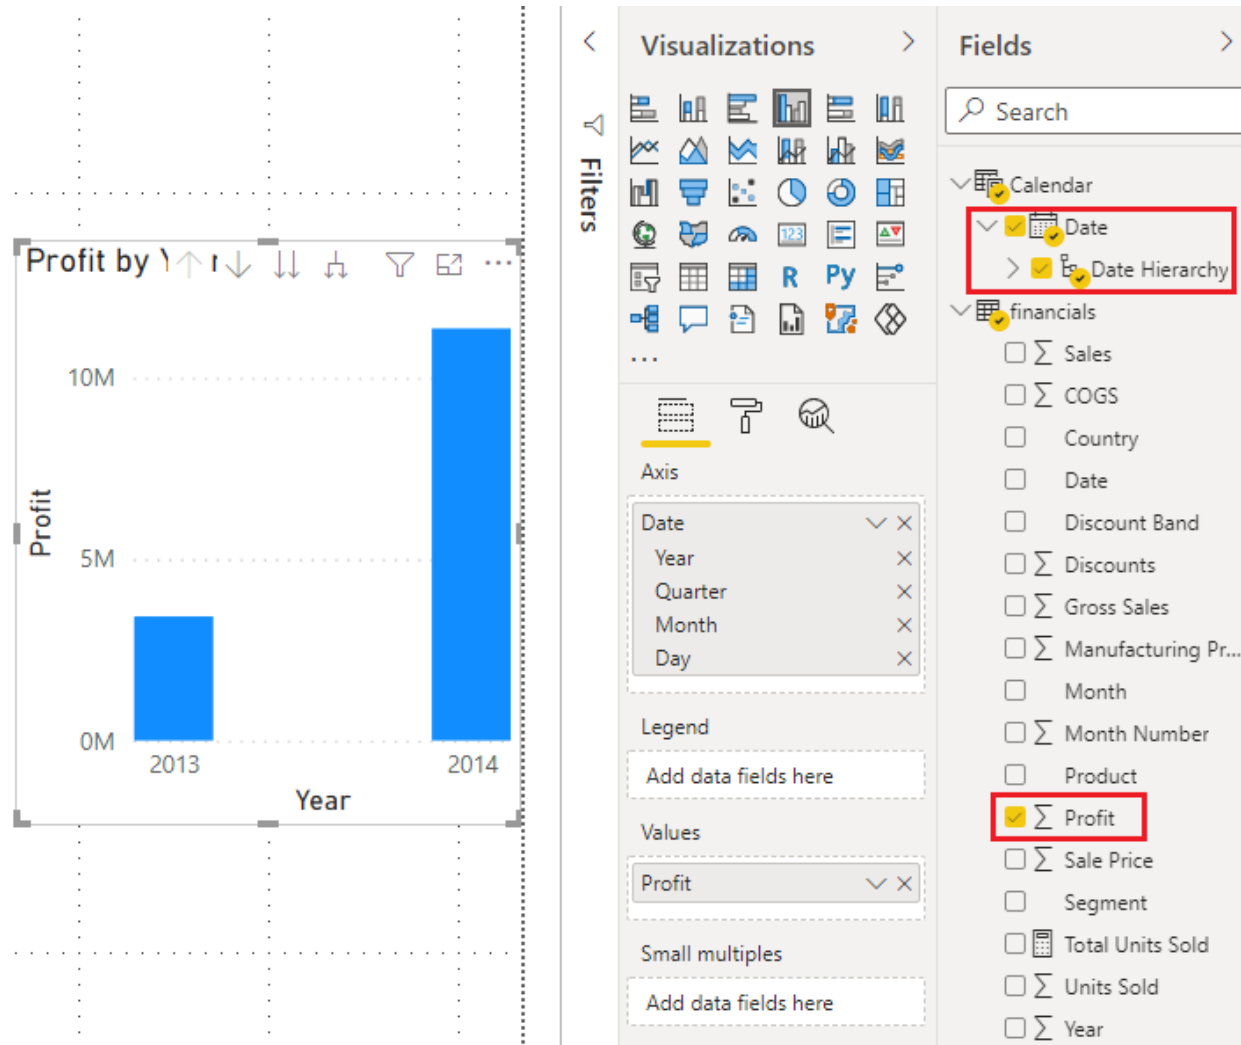 Profit by
10M
5M
0M
Profit
2013
2014
Year
Filters
Visualizations
123
R
Py
...
Axis
Date
Year
Quarter
Month
Day
Legend
Add data fields here
Values
Profit
Small multiples
Add data fields here
Fields
Search
Calendar
Date
Date Hierarchy
financials
Σ Sales
Σ COGS
Country
Date
Discount Band
Σ Discounts
Σ Gross Sales
Σ Manufacturing Pr...
Month
Σ Month Number
Product
Σ Profit
Σ Sale Price
Segment
Total Units Sold
Σ Units Sold
Σ Year